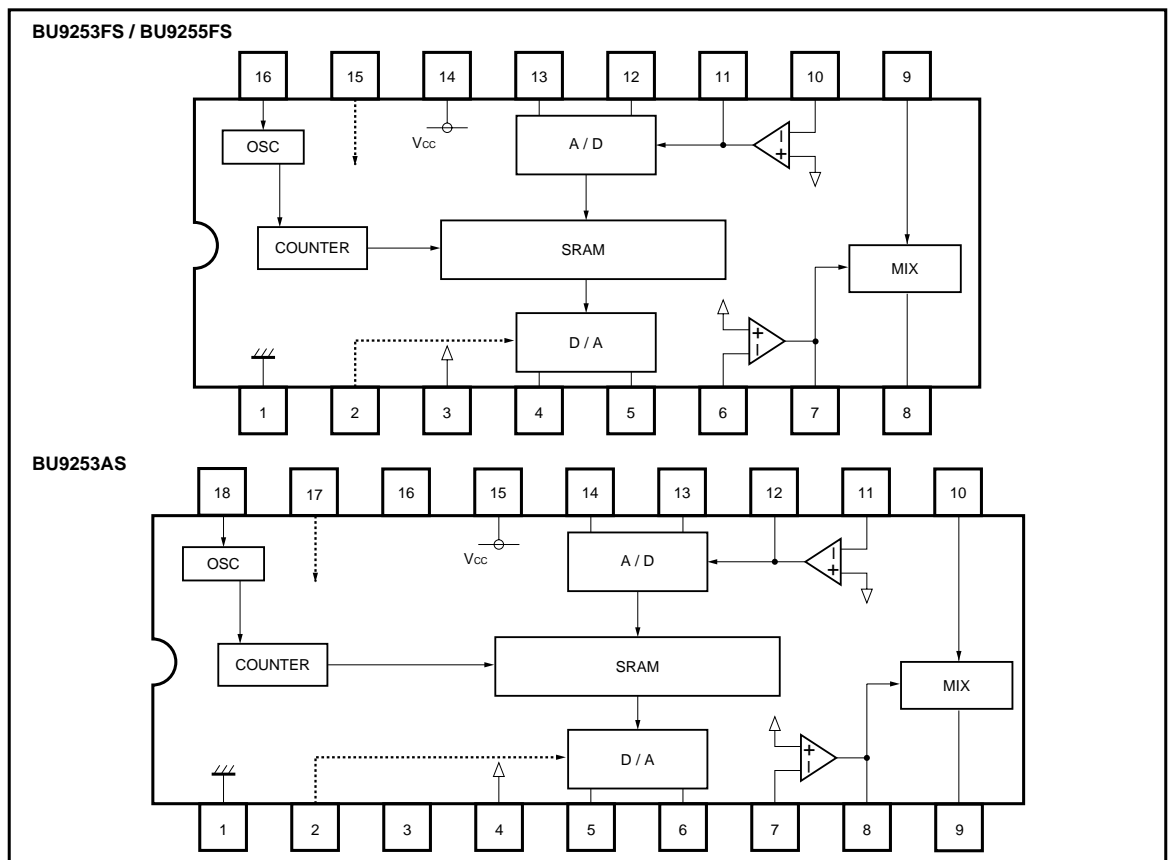 BU9253FS / BU9255FS
16 15 14 13 12 11 10 9
OSC
VCC
A / D
−
+
COUNTER
SRAM
MIX
D / A
+
−
1 2 3 4 5 6 7 8
BU9253AS
18 17 16 15 14 13 12 11 10
OSC
VCC
A / D
−
+
COUNTER
SRAM
MIX
D / A
+
−
1 2 3 4 5 6 7 8 9